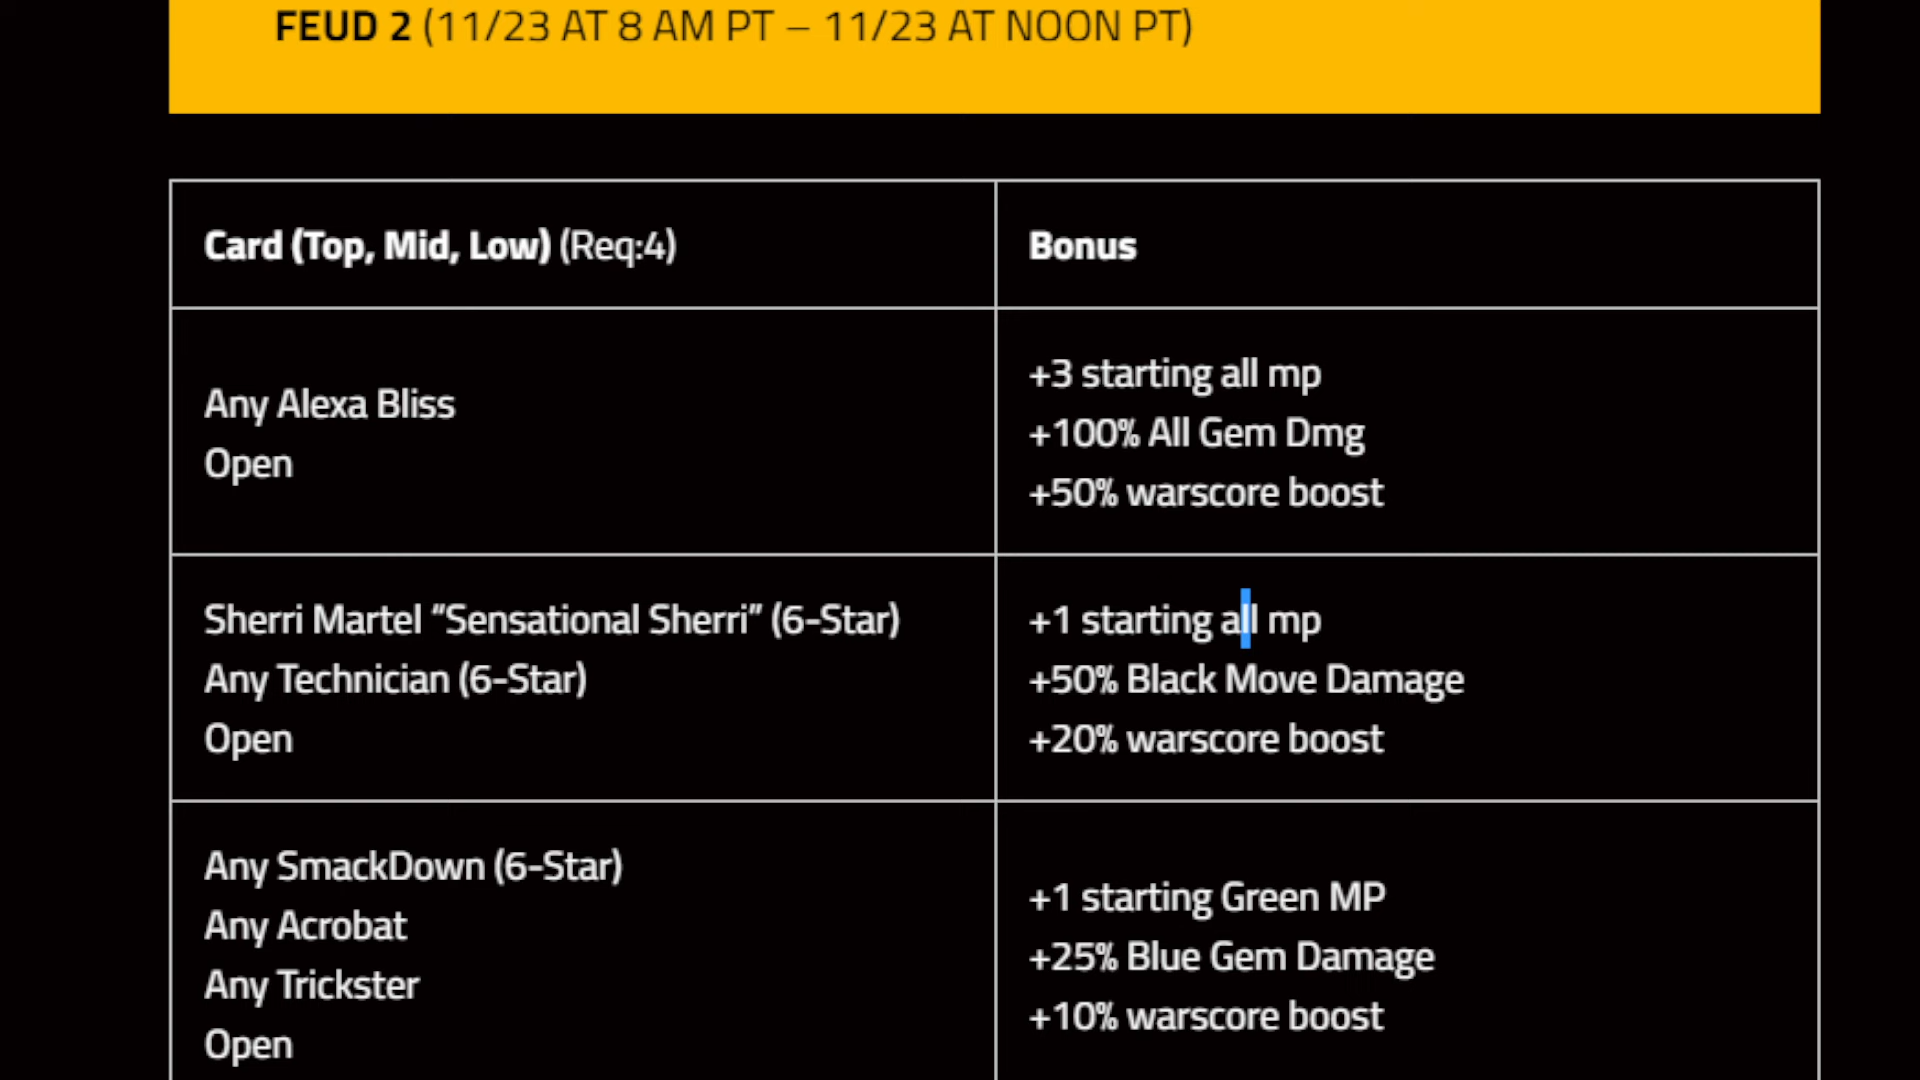 FEUD 2 (11/23 AT 8 AM PT – 11/23 AT NOON PT)
Card (Top, Mid, Low) (Req:4)
Bonus
Any Alexa Bliss
Open
+3 starting all mp
+100% All Gem Dmg
+50% warscore boost
Sherri Martel “Sensational Sherri” (6-Star)
Any Technician (6-Star)
Open
+1 starting all mp
+50% Black Move Damage
+20% warscore boost
Any SmackDown (6-Star)
Any Acrobat
Any Trickster
Open
+1 starting Green MP
+25% Blue Gem Damage
+10% warscore boost